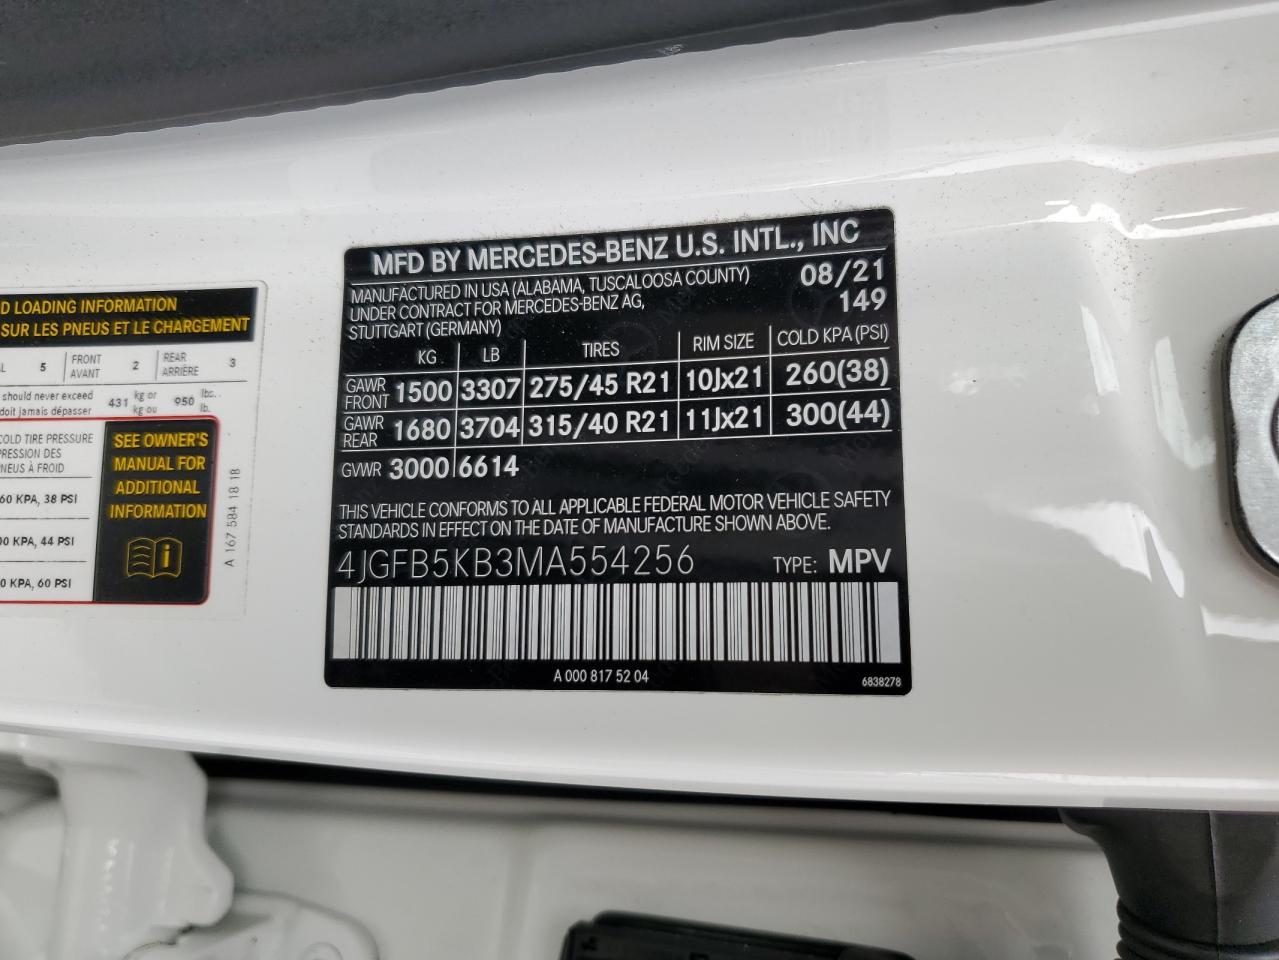 D LOADING INFORMATION
SUR LES PNEUS ET LE CHARGEMENT
L 5 FRONT AVANT 2 REAR ARRIÈRE 3
should never exceed 431 kg or 950 lbs..
doit jamais dépasser kg ou lb.
COLD TIRE PRESSURE
PRESSION DES
NEUS À FROID
60 KPA, 38 PSI
00 KPA, 44 PSI
0 KPA, 60 PSI
SEE OWNER'S
MANUAL FOR
ADDITIONAL
INFORMATION
i
A 167 584 18 18
MFD BY MERCEDES-BENZ U.S. INTL., INC
MANUFACTURED IN USA (ALABAMA, TUSCALOOSA COUNTY) 08/21
UNDER CONTRACT FOR MERCEDES-BENZ AG, 149
STUTTGART (GERMANY)
KG LB TIRES RIM SIZE COLD KPA (PSI)
GAWR FRONT 1500 3307 275/45 R21 10Jx21 260(38)
GAWR REAR 1680 3704 315/40 R21 11Jx21 300(44)
GVWR 3000 6614
THIS VEHICLE CONFORMS TO ALL APPLICABLE FEDERAL MOTOR VEHICLE SAFETY
STANDARDS IN EFFECT ON THE DATE OF MANUFACTURE SHOWN ABOVE.
4JGFB5KB3MA554256 TYPE: MPV
A 000 817 52 04
6838278